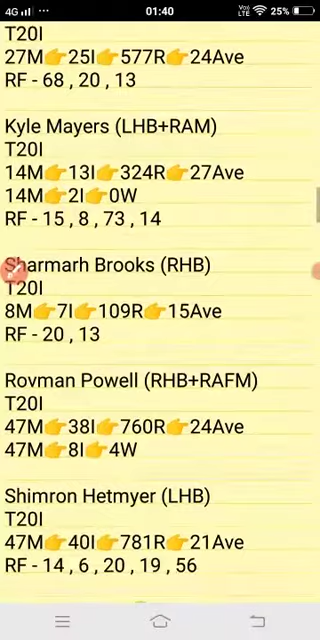 4G 01:40 Vo) LTE 25%
T20I
27M👉25I👉577R👉24Ave
RF - 68 , 20 , 13
Kyle Mayers (LHB+RAM)
T20I
14M👉13I👉324R👉27Ave
14M👉2I👉0W
RF - 15 , 8 , 73 , 14
Sharmarh Brooks (RHB)
T20I
8M👉7I👉109R👉15Ave
RF - 20 , 13
Rovman Powell (RHB+RAFM)
T20I
47M👉38I👉760R👉24Ave
47M👉8I👉4W
Shimron Hetmyer (LHB)
T20I
47M👉40I👉781R👉21Ave
RF - 14 , 6 , 20 , 19 , 56